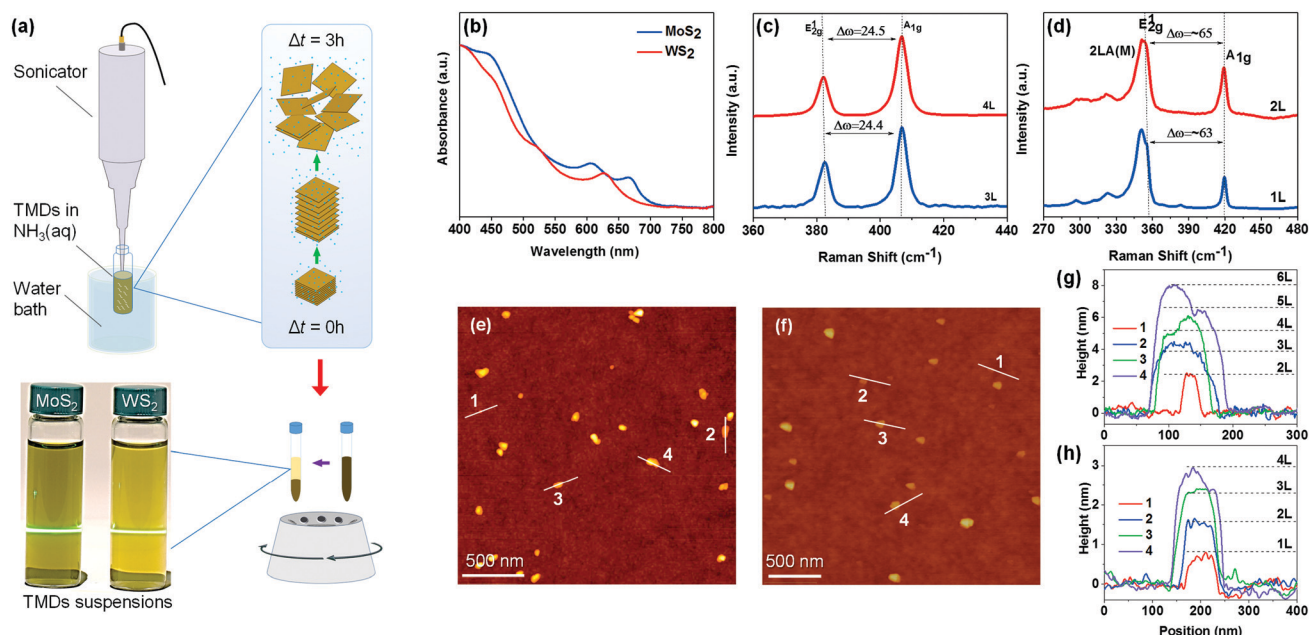 (a)
Sonicator
TMDs in
NH₃(aq)
Water
bath
Δt = 3h
Δt = 0h
MoS₂
WS₂
TMDs suspensions
(b)
MoS₂
WS₂
Absorbance (a.u.)
400 450 500 550 600 650 700 750 800
Wavelength (nm)
(c)
E¹₂g
Δω=24.5
A₁g
4L
Δω=24.4
3L
Intensity (a.u.)
360 380 400 420 440
Raman Shift (cm⁻¹)
(d)
E¹₂g
Δω=~65
2LA(M)
A₁g
2L
Δω=~63
1L
Intensity (a.u.)
270 300 330 360 390 420 450 480
Raman Shift (cm⁻¹)
(e)
1
2
3
4
500 nm
(f)
1
2
3
4
500 nm
(g)
6L
5L
4L
3L
2L
1
2
3
4
Height (nm)
8
6
4
2
0
0 100 200 300
(h)
4L
3L
2L
1L
1
2
3
4
Height (nm)
3
2
1
0
0 100 200 300 400
Position (nm)